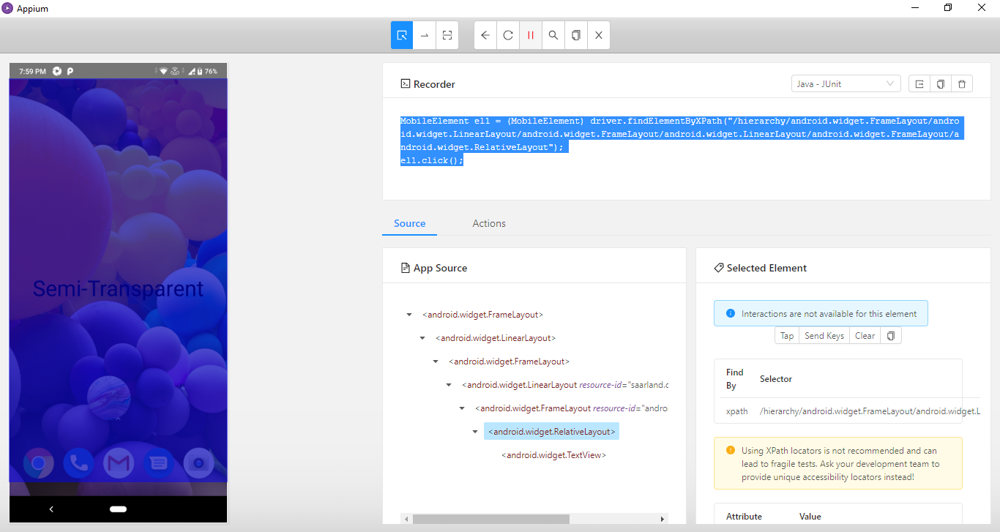 Appium
7:59 PM
76%
Semi-Transparent
Recorder
Java - JUnit
MobileElement el1 = (MobileElement) driver.findElementByXPath("/hierarchy/android.widget.FrameLayout/andro
id.widget.LinearLayout/android.widget.FrameLayout/android.widget.LinearLayout/android.widget.FrameLayout/a
ndroid.widget.RelativeLayout");
el1.click();
Source Actions
App Source
<android.widget.FrameLayout>
<android.widget.LinearLayout>
<android.widget.FrameLayout>
<android.widget.LinearLayout resource-id="saarland.c
<android.widget.FrameLayout resource-id="androi
<android.widget.RelativeLayout>
<android.widget.TextView>
Selected Element
Interactions are not available for this element
Tap Send Keys Clear
Find
By
Selector
xpath /hierarchy/android.widget.FrameLayout/android.widget.L
Using XPath locators is not recommended and can
lead to fragile tests. Ask your development team to
provide unique accessibility locators instead!
Attribute Value